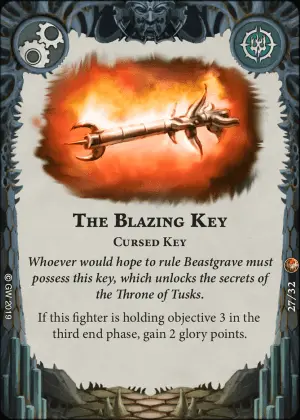 The Blazing Key
Cursed Key
Whoever would hope to rule Beastgrave must
possess this key, which unlocks the secrets of
the Throne of Tusks.
If this fighter is holding objective 3 in the
third end phase, gain 2 glory points.
© GW 2019
27/32